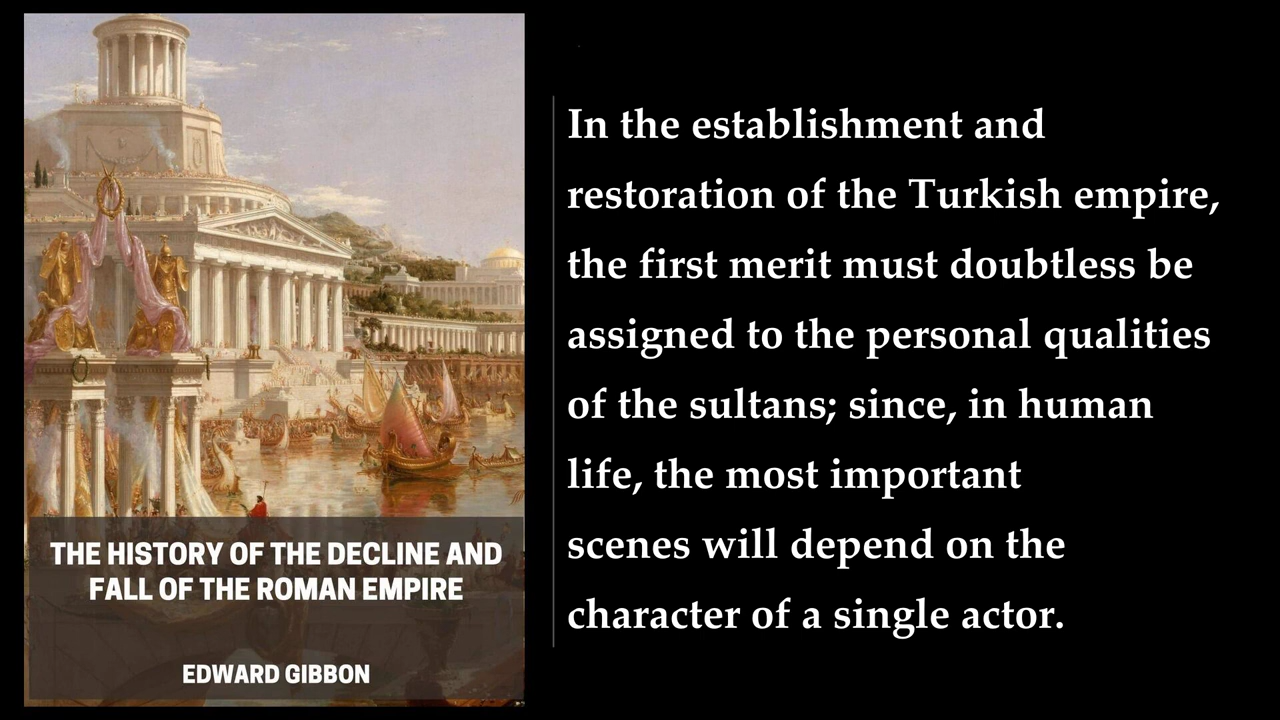 THE HISTORY OF THE DECLINE AND
FALL OF THE ROMAN EMPIRE
EDWARD GIBBON
In the establishment and
restoration of the Turkish empire,
the first merit must doubtless be
assigned to the personal qualities
of the sultans; since, in human
life, the most important
scenes will depend on the
character of a single actor.